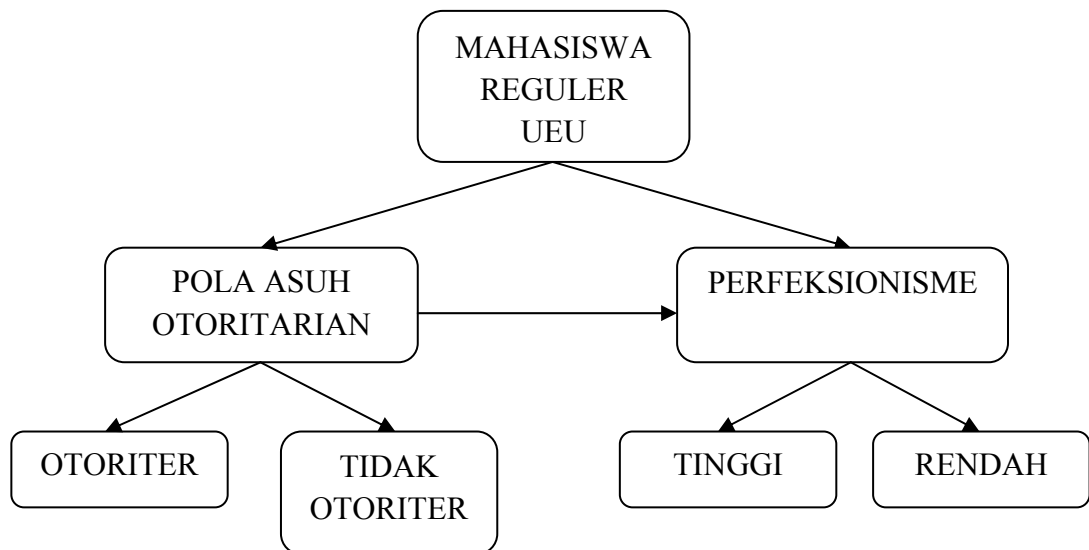 MAHASISWA
REGULER
UEU
POLA ASUH
OTORITARIAN
PERFEKSIONISME
OTORITER
TIDAK
OTORITER
TINGGI
RENDAH